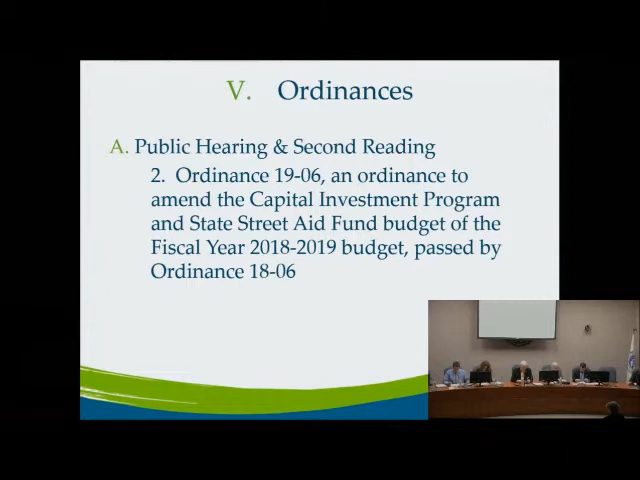 V. Ordinances
A. Public Hearing & Second Reading
2. Ordinance 19-06, an ordinance to
amend the Capital Investment Program
and State Street Aid Fund budget of the
Fiscal Year 2018-2019 budget, passed by
Ordinance 18-06